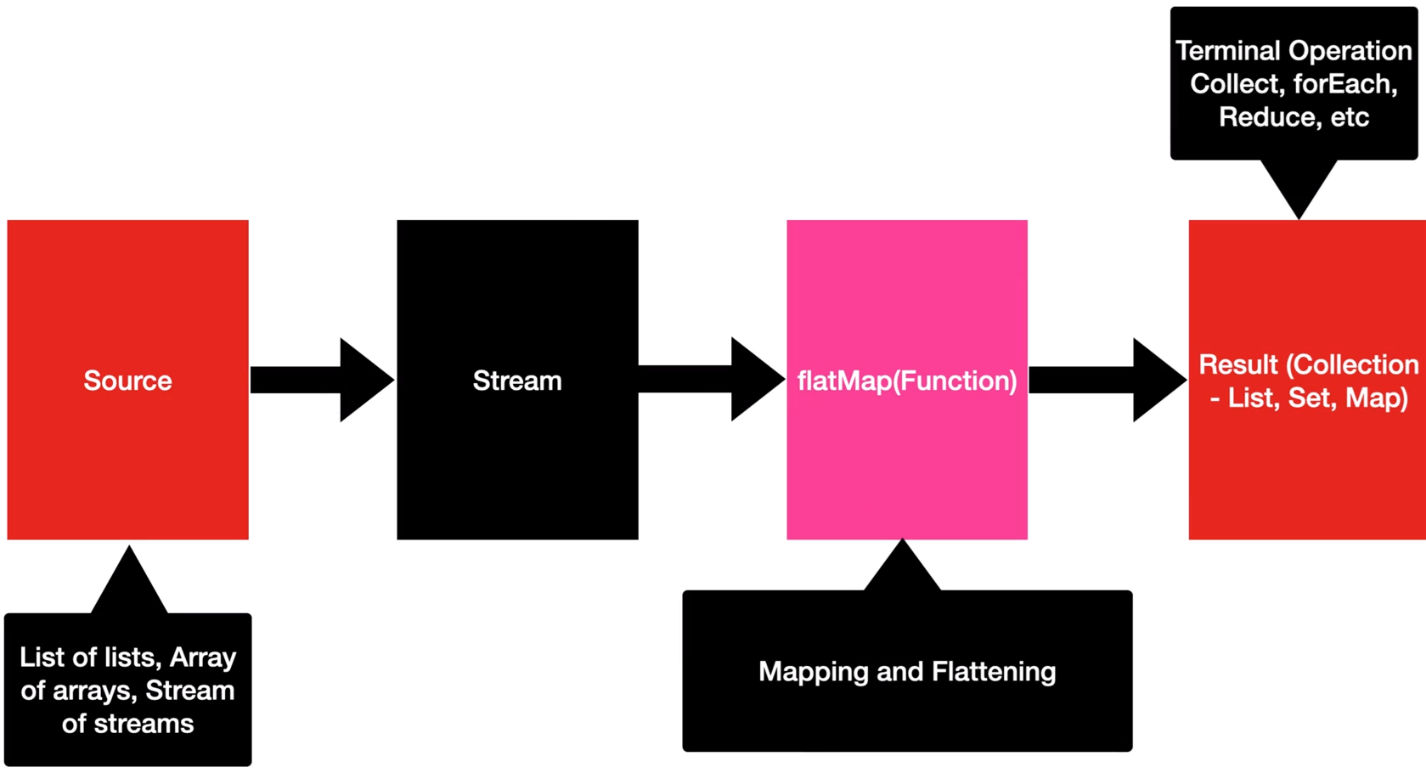 Terminal Operation
Collect, forEach,
Reduce, etc
Source
Stream
flatMap(Function)
Result (Collection
- List, Set, Map)
List of lists, Array
of arrays, Stream
of streams
Mapping and Flattening